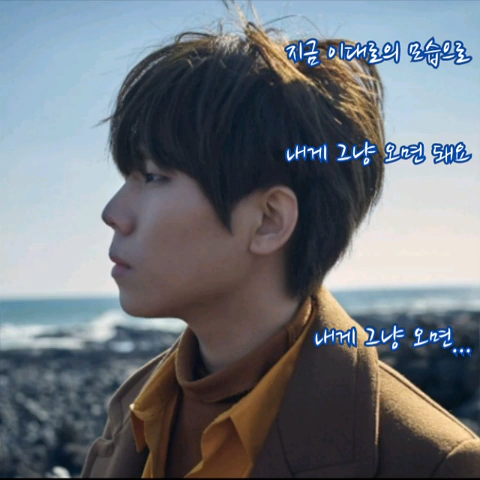 지금 이대로의 모습으로
내게 그냥 오면 돼요
내게 그냥 오면...